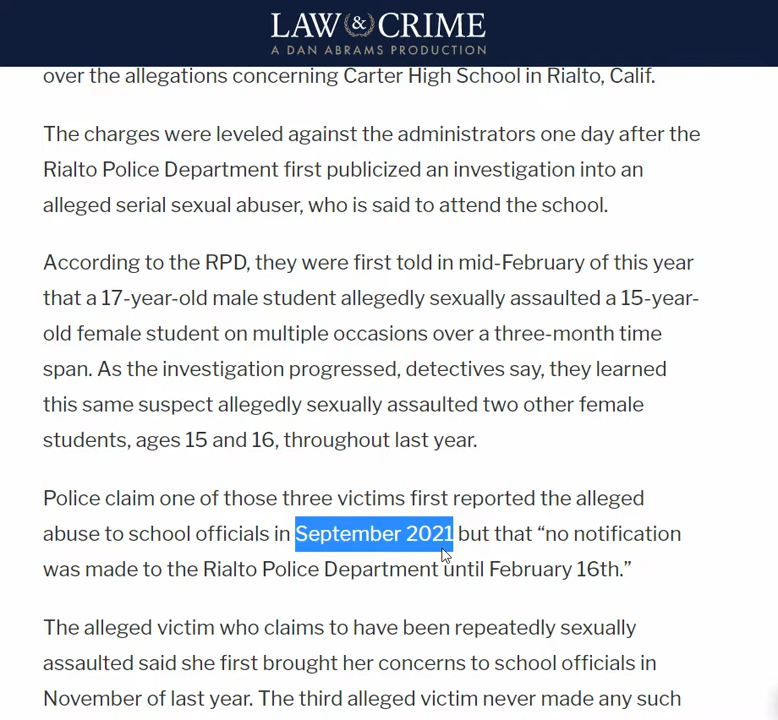 LAW & CRIME
A DAN ABRAMS PRODUCTION
over the allegations concerning Carter High School in Rialto, Calif.
The charges were leveled against the administrators one day after the
Rialto Police Department first publicized an investigation into an
alleged serial sexual abuser, who is said to attend the school.
According to the RPD, they were first told in mid-February of this year
that a 17-year-old male student allegedly sexually assaulted a 15-year-
old female student on multiple occasions over a three-month time
span. As the investigation progressed, detectives say, they learned
this same suspect allegedly sexually assaulted two other female
students, ages 15 and 16, throughout last year.
Police claim one of those three victims first reported the alleged
abuse to school officials in September 2021 but that “no notification
was made to the Rialto Police Department until February 16th.”
The alleged victim who claims to have been repeatedly sexually
assaulted said she first brought her concerns to school officials in
November of last year. The third alleged victim never made any such